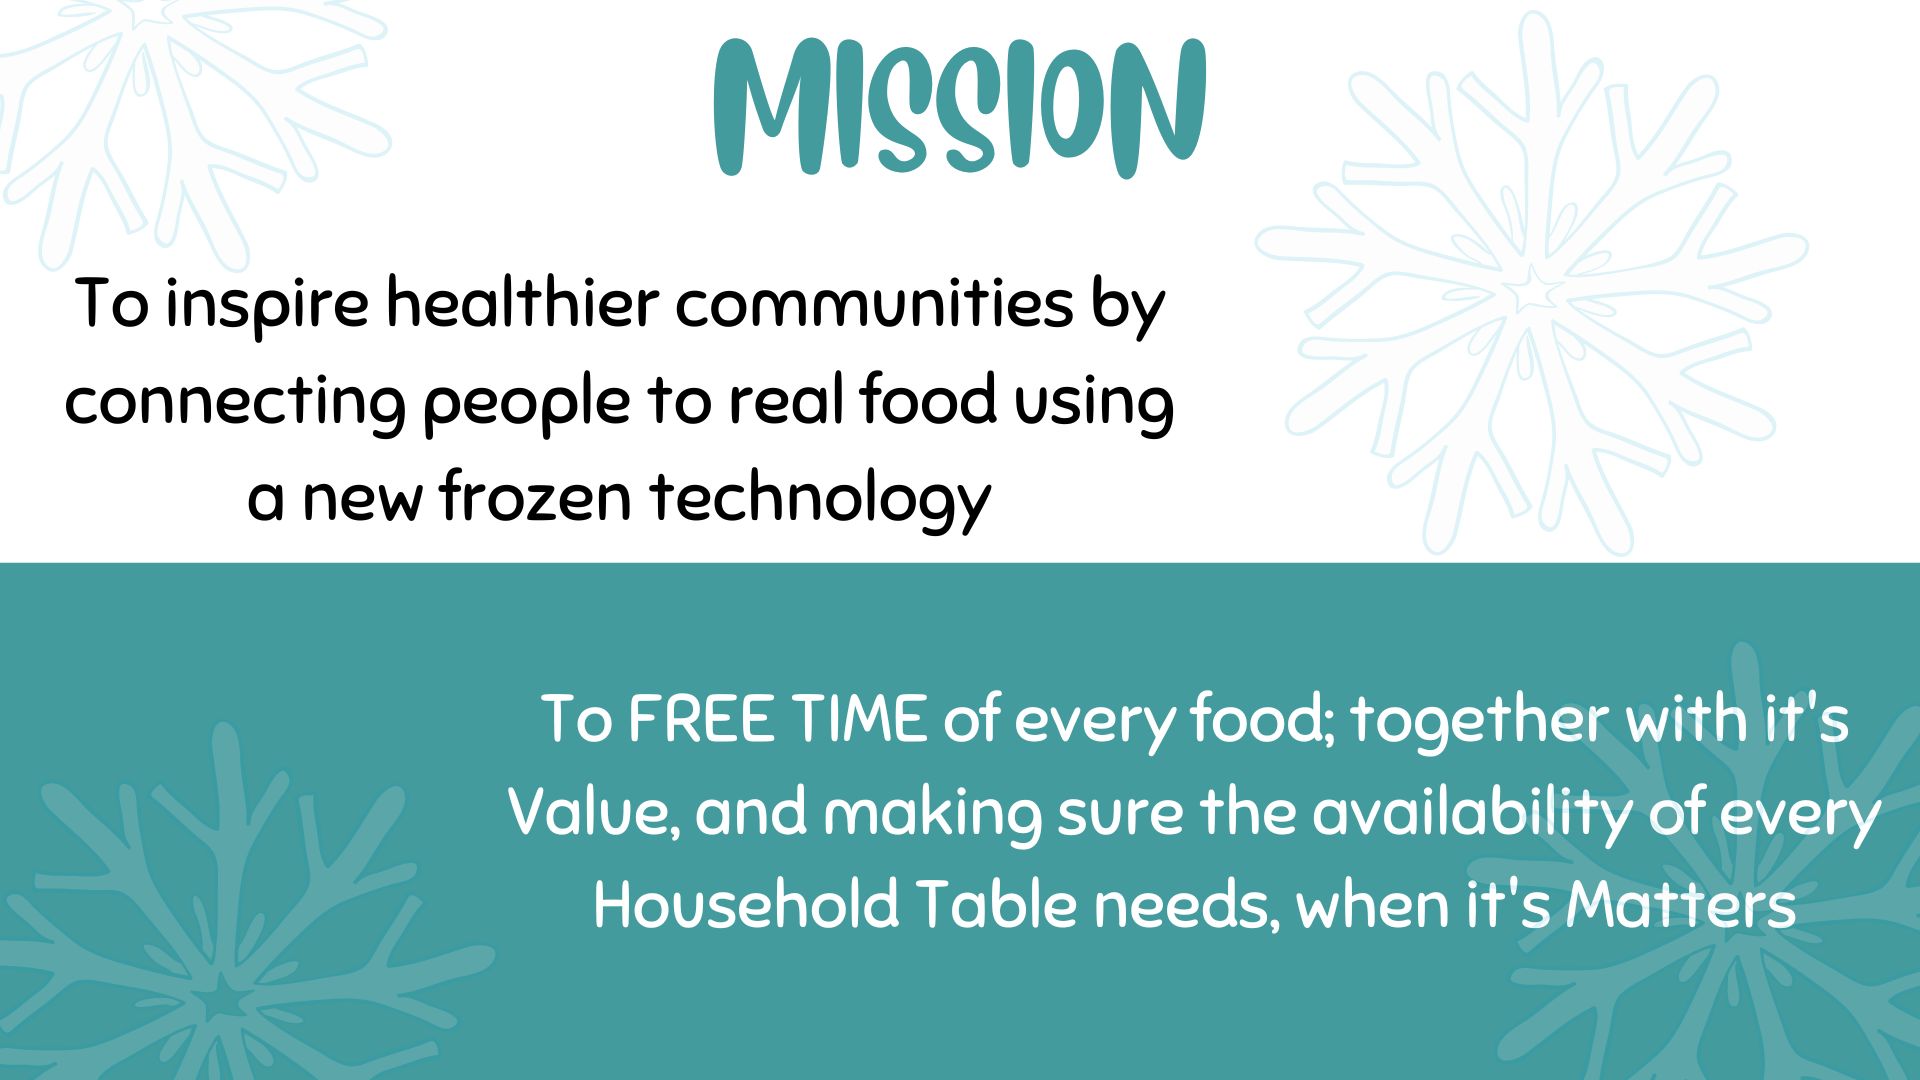 MISSION
To inspire healthier communities by
connecting people to real food using
a new frozen technology
To FREE TIME of every food; together with it's
Value, and making sure the availability of every
Household Table needs, when it's Matters